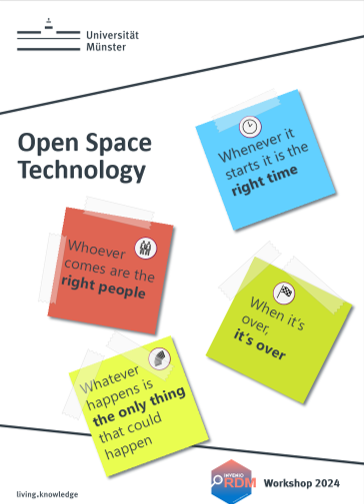 Universität
Münster
Open Space
Technology
Whenever it
starts it is the
right time
Whoever
comes are the
right people
When it's
over,
it's over
Whatever
happens is
the only thing
that could
happen
INVENIO
RDM
Workshop 2024
living.knowledge